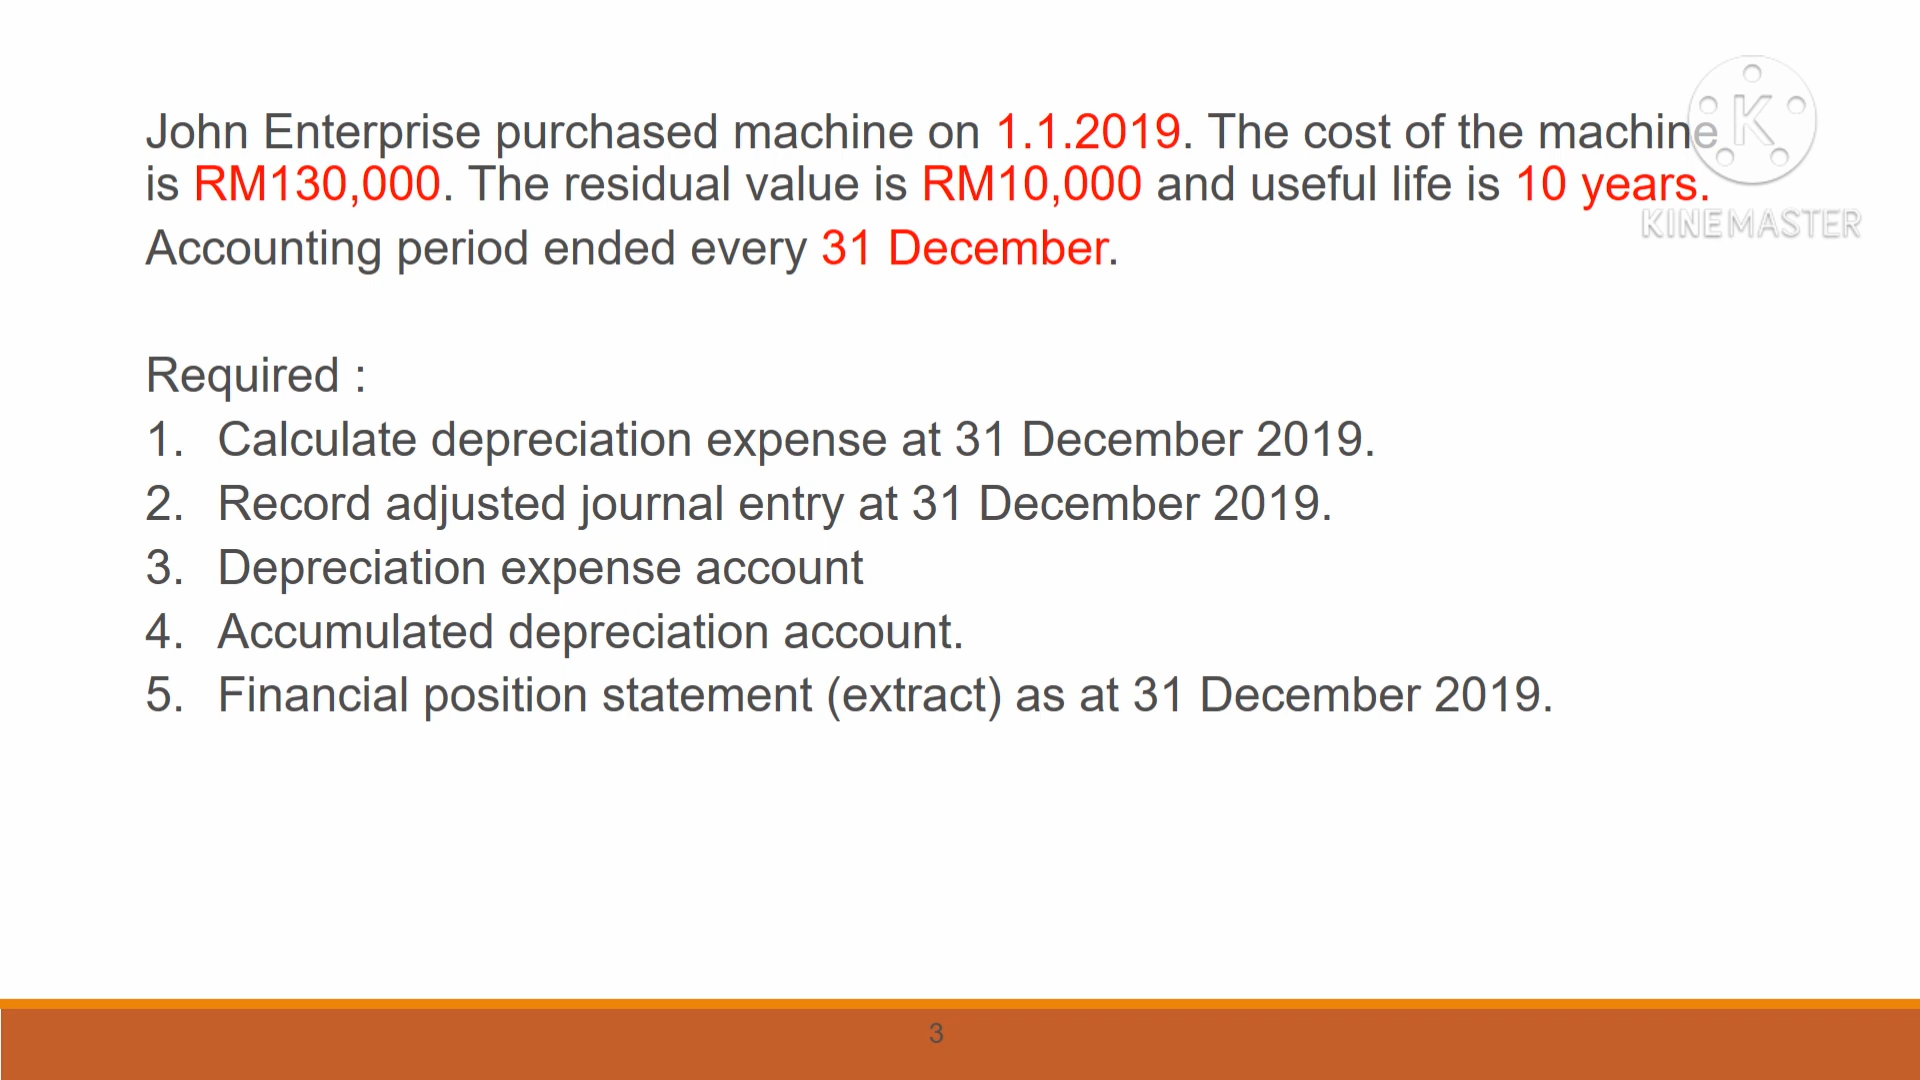 John Enterprise purchased machine on 1.1.2019. The cost of the machine
is RM130,000. The residual value is RM10,000 and useful life is 10 years.
Accounting period ended every 31 December.
Required :
1. Calculate depreciation expense at 31 December 2019.
2. Record adjusted journal entry at 31 December 2019.
3. Depreciation expense account
4. Accumulated depreciation account.
5. Financial position statement (extract) as at 31 December 2019.
K
KINEMASTER
3